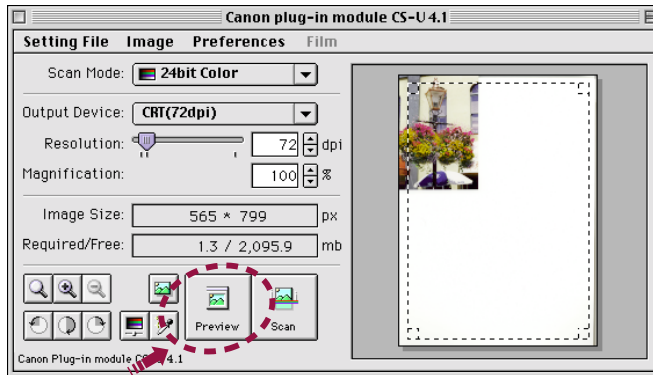 Canon plug-in module CS-U 4.1
Setting File Image Preferences Film
Scan Mode: 24bit Color
Output Device: CRT(72dpi)
Resolution: 72 dpi
Magnification: 100 %
Image Size: 565 * 799 px
Required/Free: 1.3 / 2,095.9 mb
Preview Scan
Canon Plug-in module CS-U 4.1